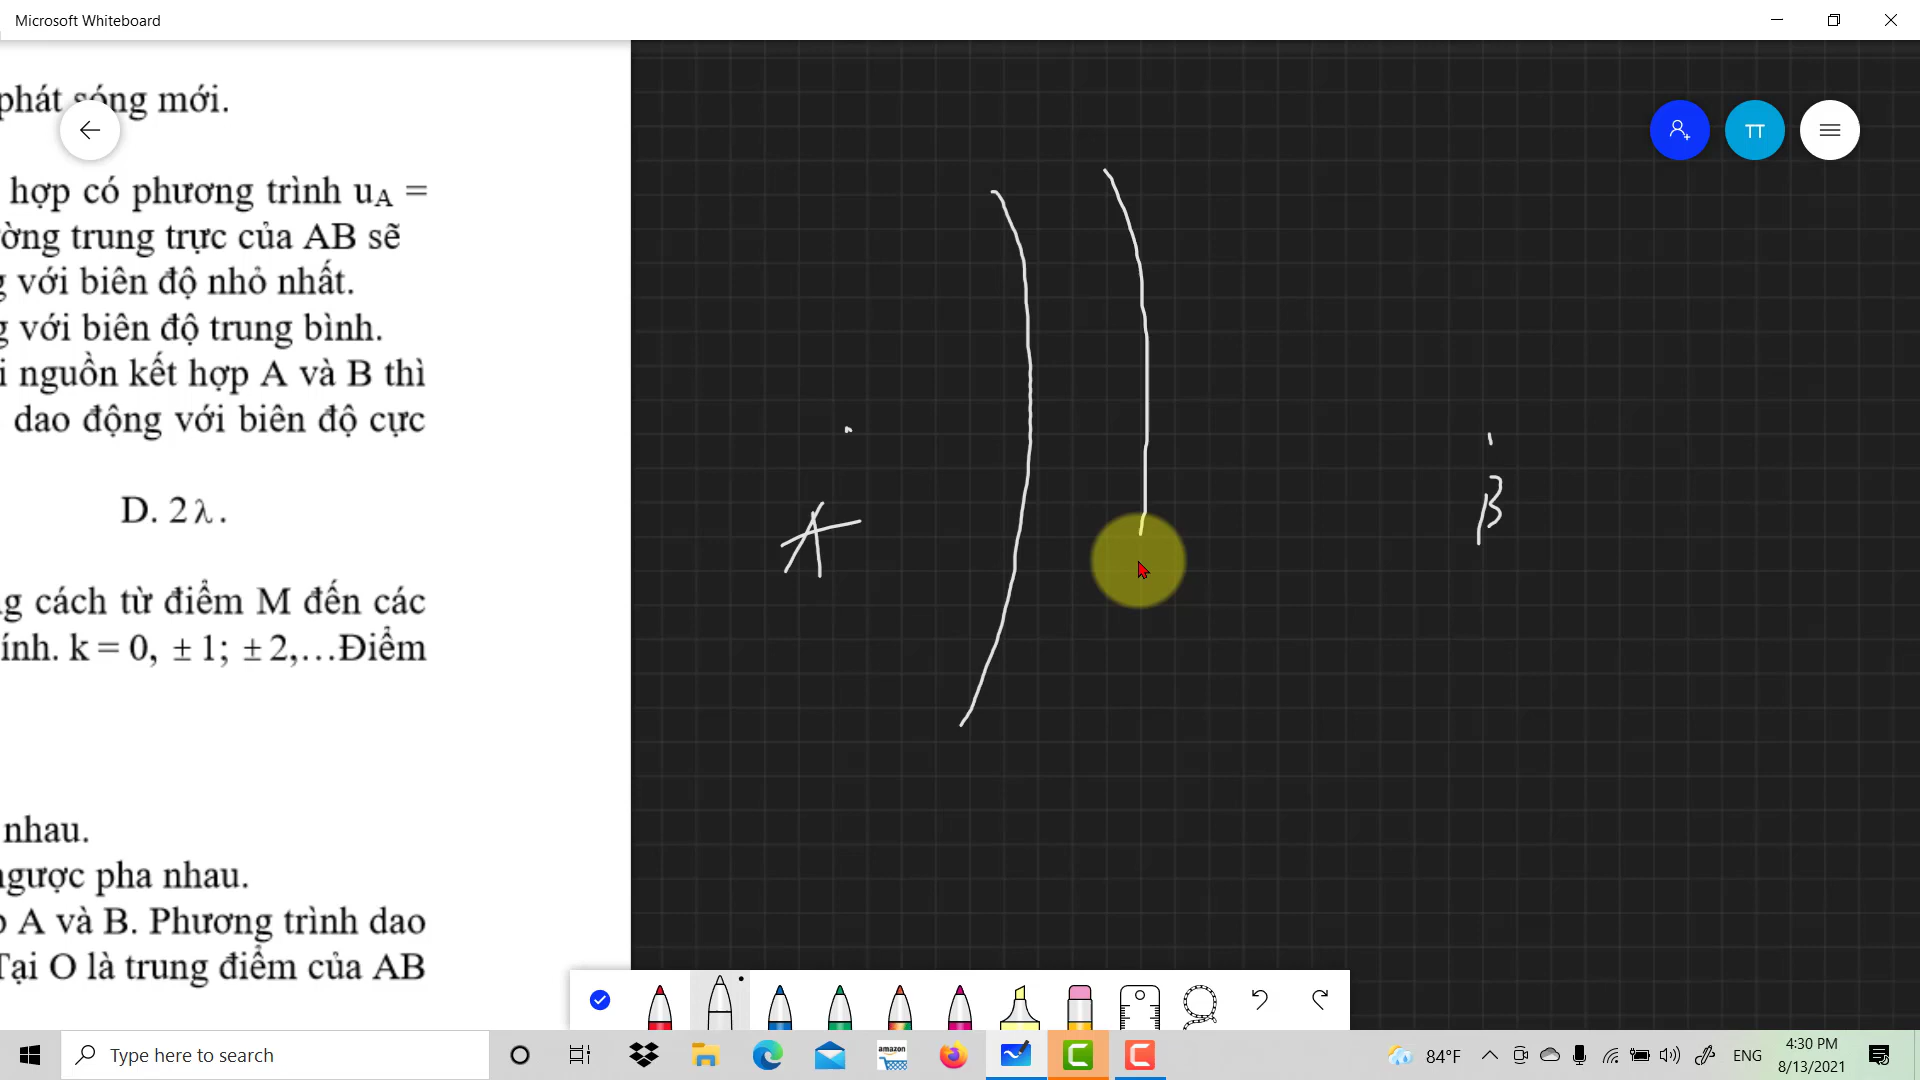 Microsoft Whiteboard
phát sóng mới.
hợp có phương trình uA =
ờng trung trực của AB sẽ
g với biên độ nhỏ nhất.
g với biên độ trung bình.
i nguồn kết hợp A và B thì
dao động với biên độ cực
D. 2λ.
ng cách từ điểm M đến các
ính. k = 0, ± 1; ± 2,…Điểm
nhau.
ngược pha nhau.
A và B. Phương trình dao
Tại O là trung điểm của AB
TT
A
B
amazon
Type here to search
84°F
ENG
4:30 PM
8/13/2021